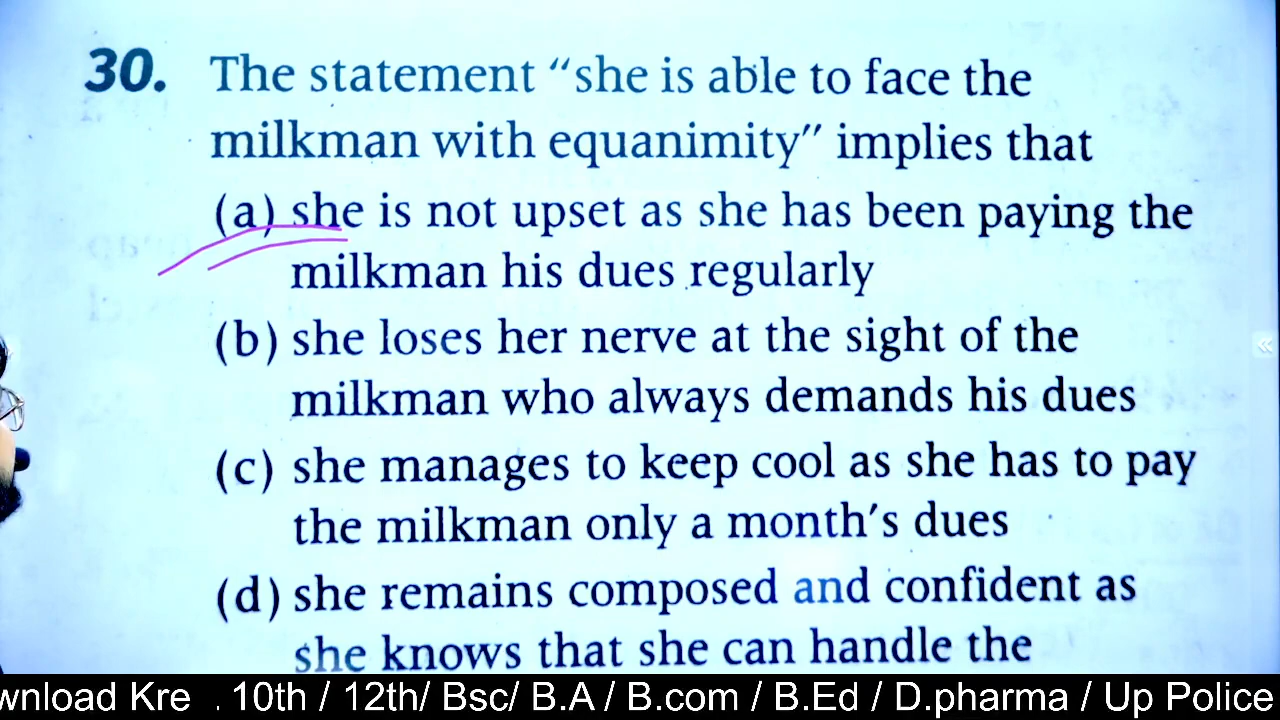 30. The statement “she is able to face the
milkman with equanimity” implies that
(a) she is not upset as she has been paying the
milkman his dues regularly
(b) she loses her nerve at the sight of the
milkman who always demands his dues
(c) she manages to keep cool as she has to pay
the milkman only a month’s dues
(d) she remains composed and confident as
she knows that she can handle the
wnload Kre . 10th / 12th/ Bsc/ B.A / B.com / B.Ed / D.pharma / Up Police